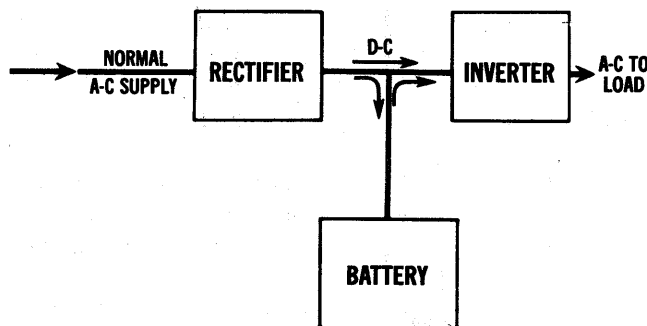 NORMAL
A-C SUPPLY
RECTIFIER
D-C
INVERTER
A-C TO
LOAD
BATTERY